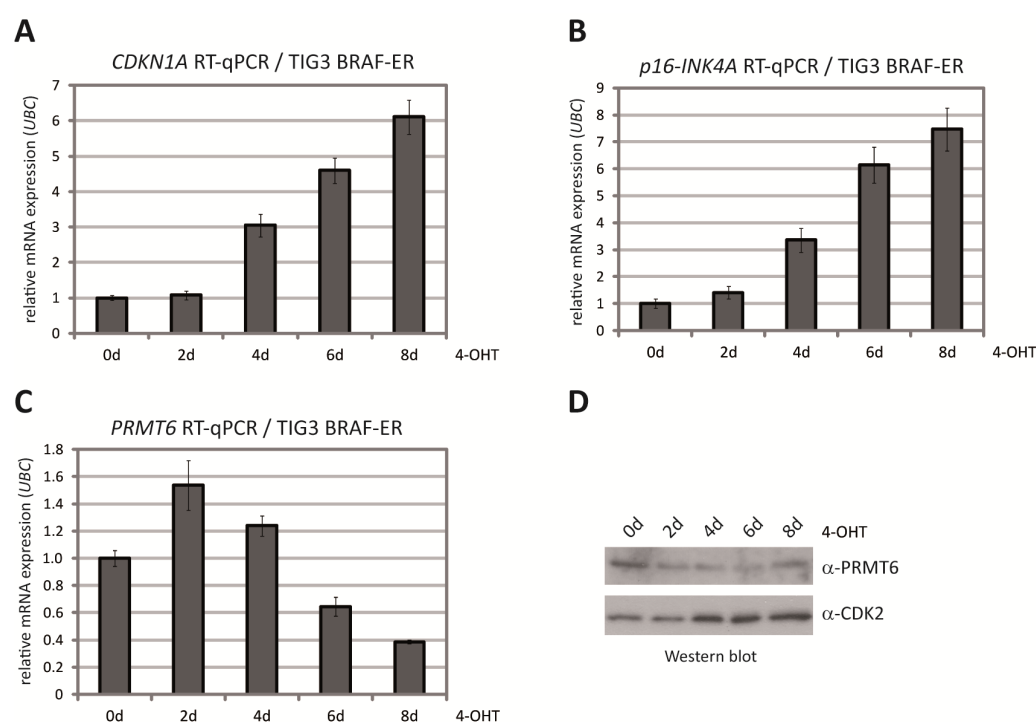 A
CDKN1A RT-qPCR / TIG3 BRAF-ER
relative mRNA expression (UBC)
7
6
5
4
3
2
1
0
0d 2d 4d 6d 8d 4-OHT
B
p16-INK4A RT-qPCR / TIG3 BRAF-ER
relative mRNA expression (UBC)
9
8
7
6
5
4
3
2
1
0
0d 2d 4d 6d 8d 4-OHT
C
PRMT6 RT-qPCR / TIG3 BRAF-ER
relative mRNA expression (UBC)
1.8
1.6
1.4
1.2
1.0
0.8
0.6
0.4
0.2
0
0d 2d 4d 6d 8d 4-OHT
D
0d 2d 4d 6d 8d 4-OHT
α-PRMT6
α-CDK2
Western blot